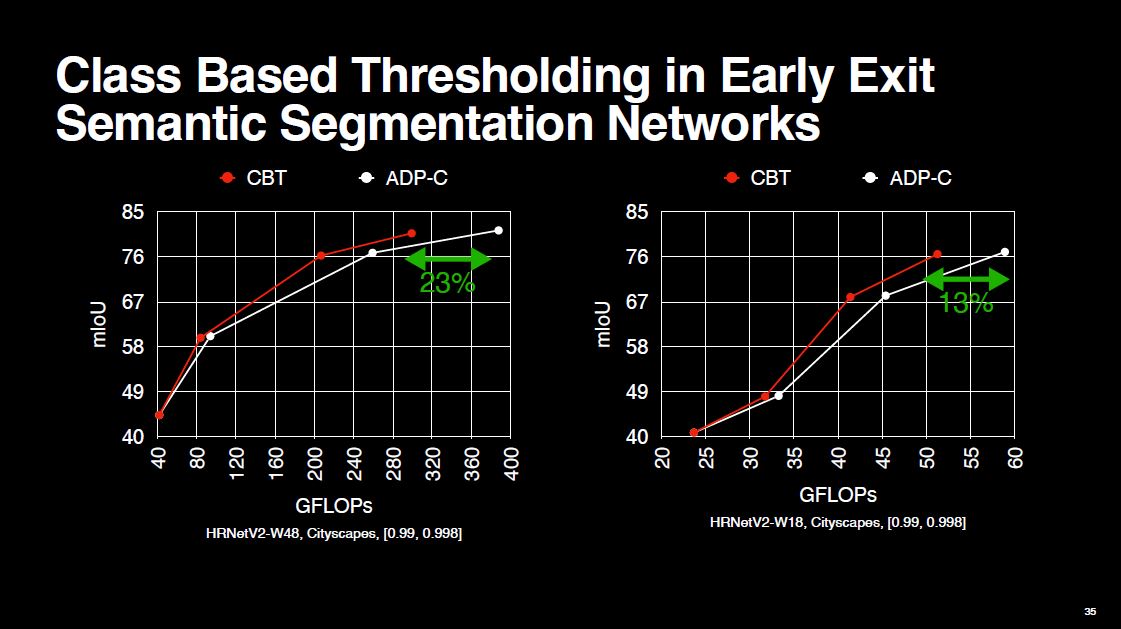 Class Based Thresholding in Early Exit
Semantic Segmentation Networks
CBT
ADP-C
85
76
67
58
49
40
mIoU
23%
40
80
120
160
200
240
280
320
360
400
GFLOPs
HRNetV2-W48, Cityscapes, [0.99, 0.998]
CBT
ADP-C
85
76
67
58
49
40
mIoU
13%
20
25
30
35
40
45
50
55
60
GFLOPs
HRNetV2-W18, Cityscapes, [0.99, 0.998]
35